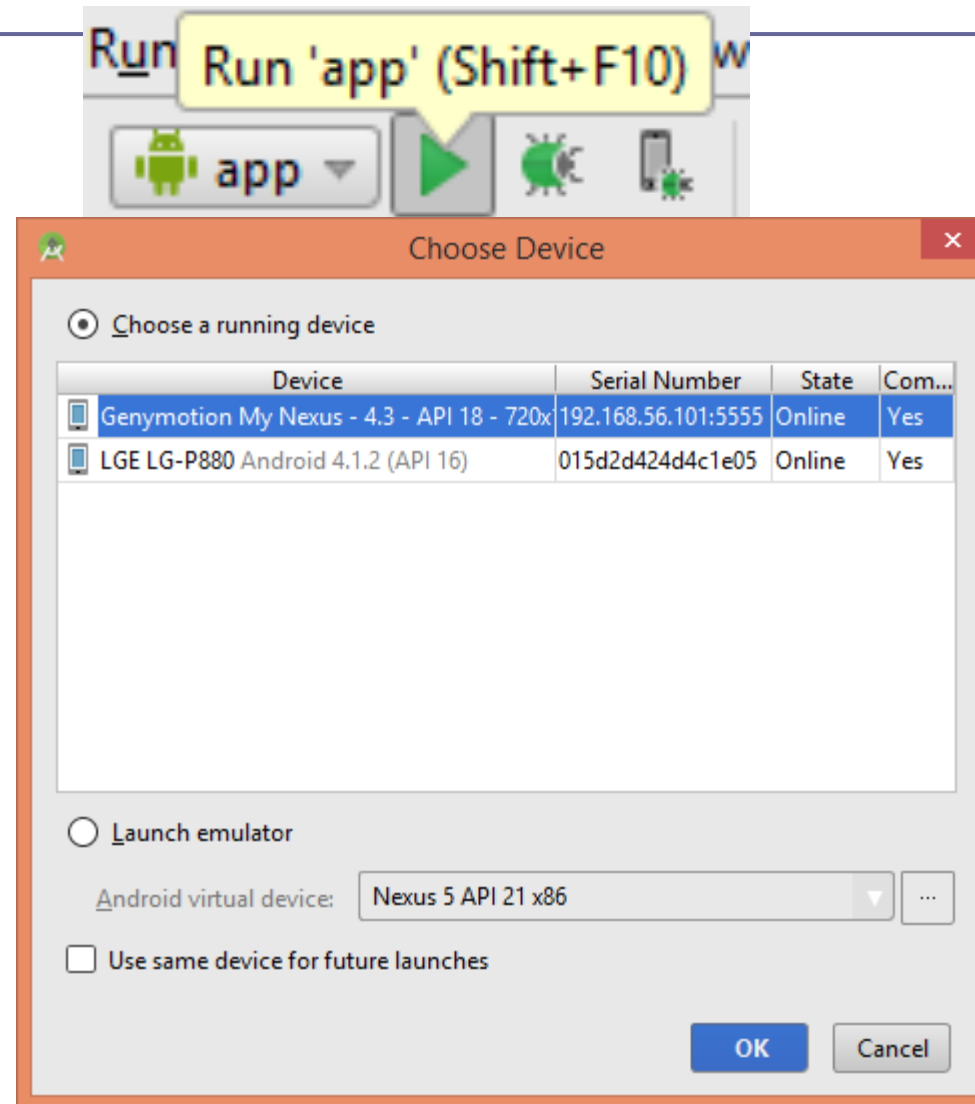 Run
Run 'app' (Shift+F10)
w
app
Choose Device
Choose a running device
Device Serial Number State Com...
Genymotion My Nexus - 4.3 - API 18 - 720x 192.168.56.101:5555 Online Yes
LGE LG-P880 Android 4.1.2 (API 16) 015d2d424d4c1e05 Online Yes
Launch emulator
Android virtual device: Nexus 5 API 21 x86 ...
Use same device for future launches
OK Cancel